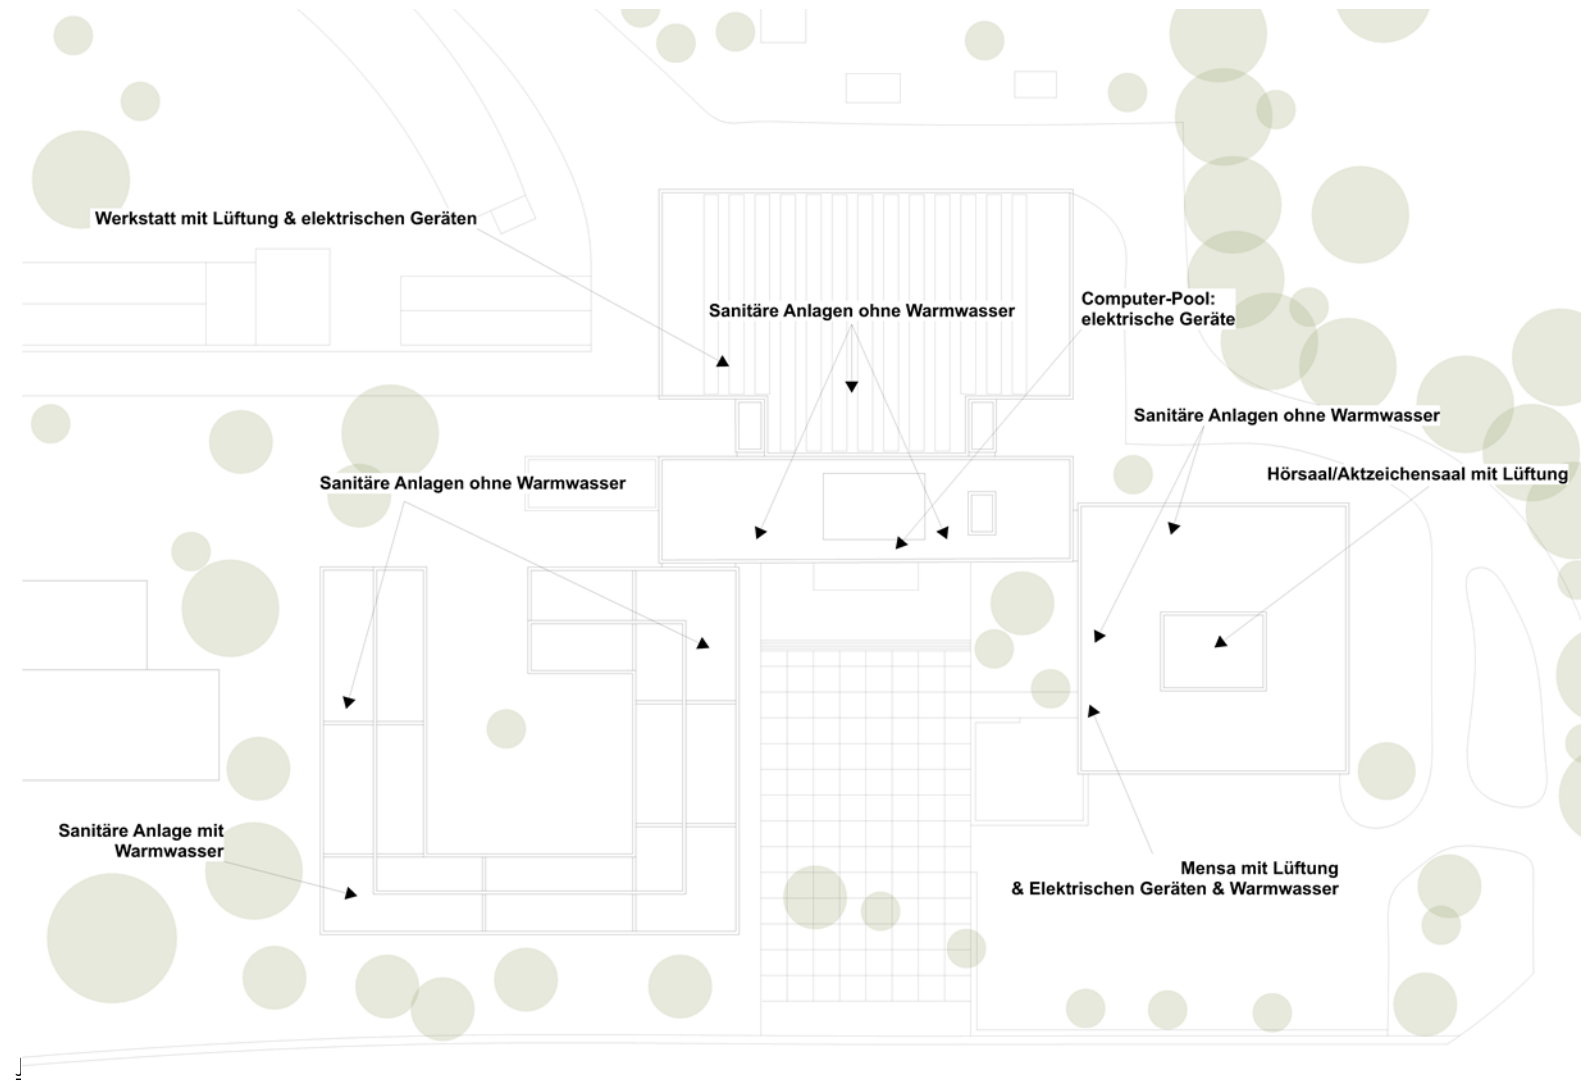 Werkstatt mit Lüftung & elektrischen Geräten
Sanitäre Anlagen ohne Warmwasser
Computer-Pool:
elektrische Geräte
Sanitäre Anlagen ohne Warmwasser
Hörsaal/Aktzeichensaal mit Lüftung
Sanitäre Anlagen ohne Warmwasser
Sanitäre Anlage mit
Warmwasser
Mensa mit Lüftung
& Elektrischen Geräten & Warmwasser